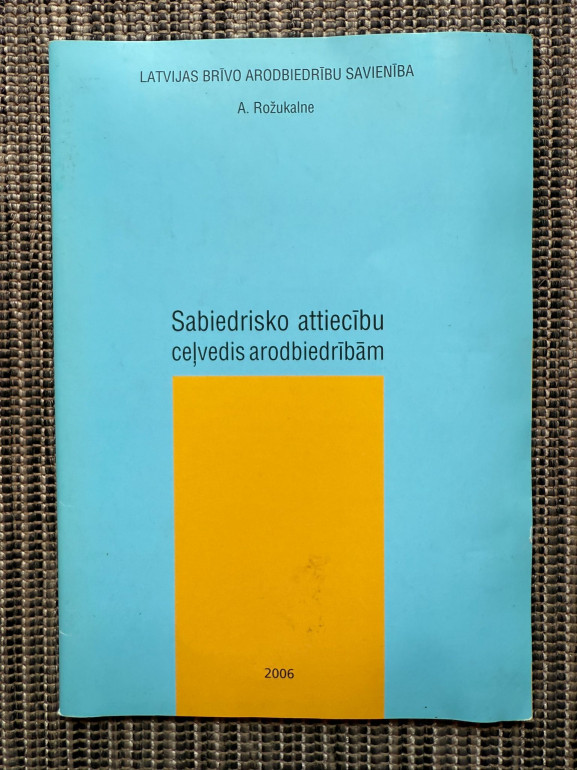 LATVIJAS BRĪVO ARODBIEDRĪBU SAVIENĪBA
A. Rožukalne
Sabiedrisko attiecību
ceļvedis arodbiedrībām
2006